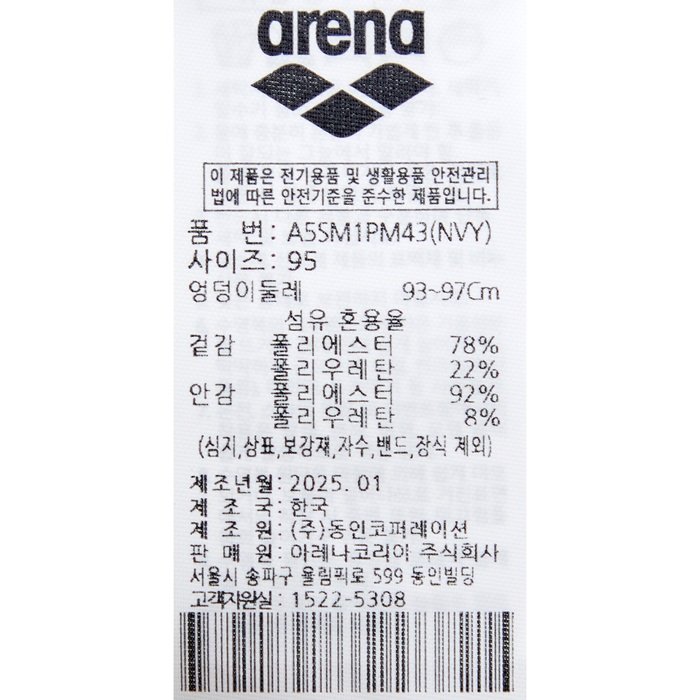 arena
이 제품은 전기용품 및 생활용품 안전관리
법에 따른 안전기준을 준수한 제품입니다.
품 번: A5SM1PM43(NVY)
사이즈: 95
엉덩이둘레 93~97Cm
섬유 혼용율
겉감 폴리에스터 78%
폴리우레탄 22%
안감 폴리에스터 92%
폴리우레탄 8%
(심지,상표,보강재,자수,밴드,장식 제외)
제조년월: 2025. 01
제 조 국: 한국
제 조 원: (주)동인코퍼레이션
판 매 원: 아레나코리아 주식회사
서울시 송파구 올림픽로 599 동인빌딩
고객지원실: 1522-5308